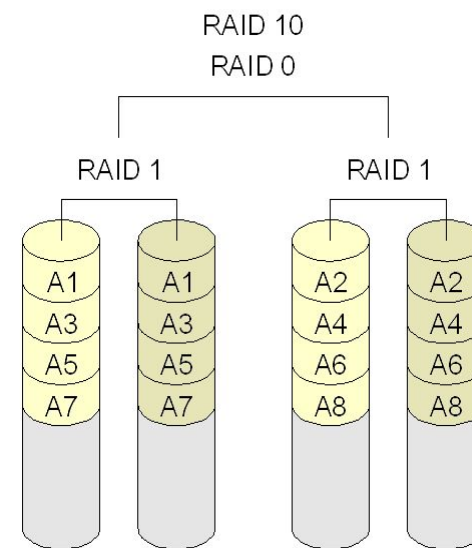 RAID 10
RAID 0
RAID 1 RAID 1
A1 A1 A2 A2
A3 A3 A4 A4
A5 A5 A6 A6
A7 A7 A8 A8